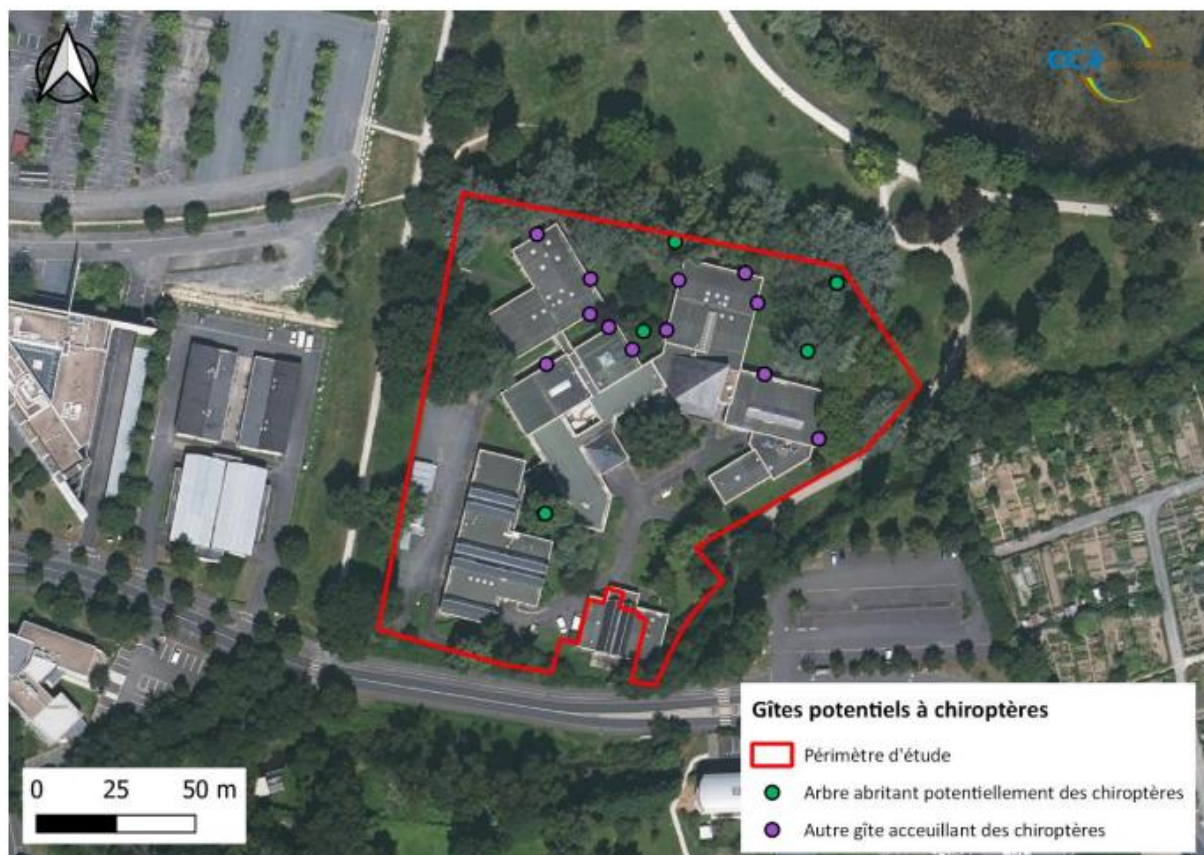 0 25 50 m
Gîtes potentiels à chiroptères
Périmètre d'étude
Arbre abritant potentiellement des chiroptères
Autre gîte acceuillant des chiroptères